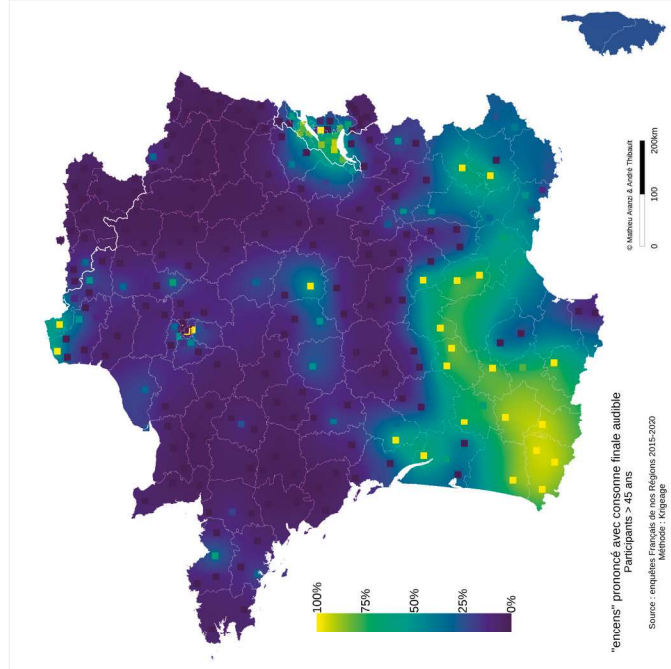 © Mathieu Avanzi & André Thibault
0 100 200km
100%
75%
50%
25%
0%
"encens" prononcé avec consonne finale audible
Participants > 45 ans
Source : enquêtes Français de nos Régions 2015-2020
Méthode : Krigeage